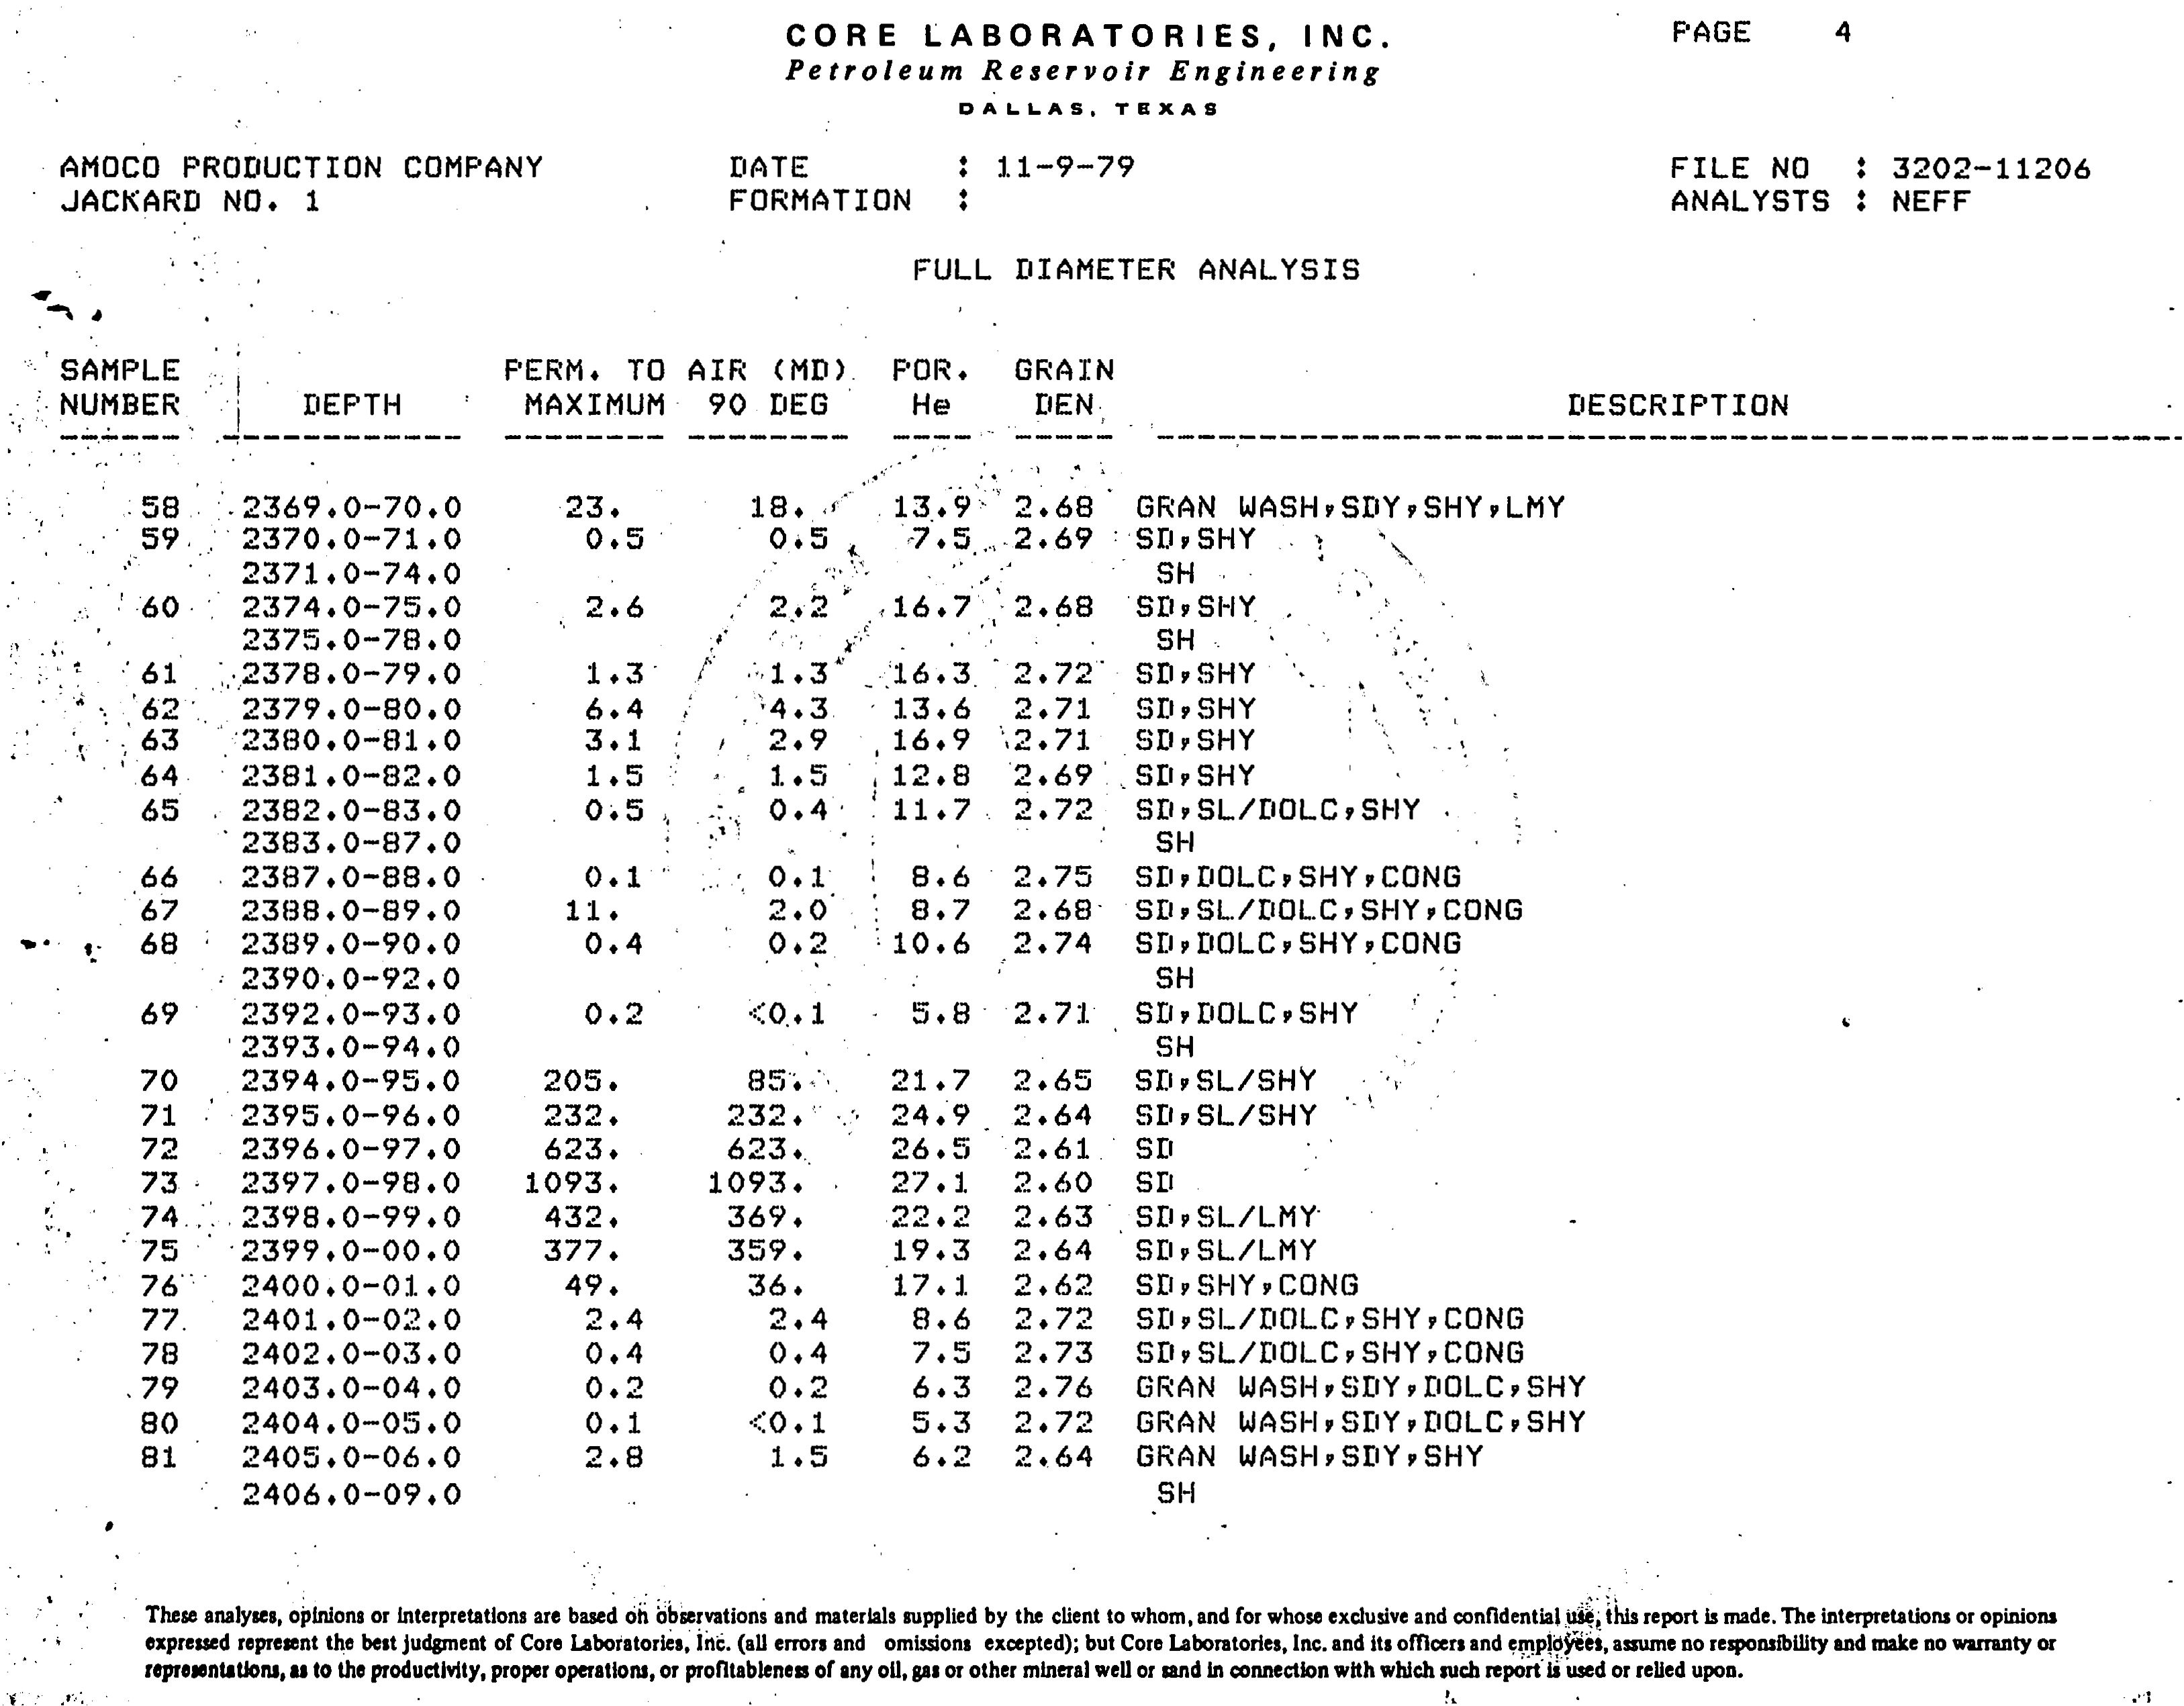 CORE LABORATORIES, INC. PAGE 4
Petroleum Reservoir Engineering
DALLAS, TEXAS
AMOCO PRODUCTION COMPANY DATE : 11-9-79 FILE NO : 3202-11206
JACKARD NO. 1 FORMATION : ANALYSTS : NEFF
FULL DIAMETER ANALYSIS
SAMPLE PERM. TO AIR (MD) POR. GRAIN
NUMBER DEPTH MAXIMUM 90 DEG He DEN DESCRIPTION
58 2369.0-70.0 23. 18. 13.9 2.68 GRAN WASH,SDY,SHY,LMY
59 2370.0-71.0 0.5 0.5 7.5 2.69 SD,SHY
2371.0-74.0 SH
60 2374.0-75.0 2.6 2.2 16.7 2.68 SD,SHY
2375.0-78.0 SH
61 2378.0-79.0 1.3 1.3 16.3 2.72 SD,SHY
62 2379.0-80.0 6.4 4.3 13.6 2.71 SD,SHY
63 2380.0-81.0 3.1 2.9 16.9 2.71 SD,SHY
64 2381.0-82.0 1.5 1.5 12.8 2.69 SD,SHY
65 2382.0-83.0 0.5 0.4 11.7 2.72 SD,SL/DOLC,SHY
2383.0-87.0 SH
66 2387.0-88.0 0.1 0.1 8.6 2.75 SD,DOLC,SHY,CONG
67 2388.0-89.0 11. 2.0 8.7 2.68 SD,SL/DOLC,SHY,CONG
68 2389.0-90.0 0.4 0.2 10.6 2.74 SD,DOLC,SHY,CONG
2390.0-92.0 SH
69 2392.0-93.0 0.2 <0.1 5.8 2.71 SD,DOLC,SHY
2393.0-94.0 SH
70 2394.0-95.0 205. 85. 21.7 2.65 SD,SL/SHY
71 2395.0-96.0 232. 232. 24.9 2.64 SD,SL/SHY
72 2396.0-97.0 623. 623. 26.5 2.61 SD
73 2397.0-98.0 1093. 1093. 27.1 2.60 SD
74 2398.0-99.0 432. 369. 22.2 2.63 SD,SL/LMY
75 2399.0-00.0 377. 359. 19.3 2.64 SD,SL/LMY
76 2400.0-01.0 49. 36. 17.1 2.62 SD,SHY,CONG
77 2401.0-02.0 2.4 2.4 8.6 2.72 SD,SL/DOLC,SHY,CONG
78 2402.0-03.0 0.4 0.4 7.5 2.73 SD,SL/DOLC,SHY,CONG
79 2403.0-04.0 0.2 0.2 6.3 2.76 GRAN WASH,SDY,DOLC,SHY
80 2404.0-05.0 0.1 <0.1 5.3 2.72 GRAN WASH,SDY,DOLC,SHY
81 2405.0-06.0 2.8 1.5 6.2 2.64 GRAN WASH,SDY,SHY
2406.0-09.0 SH
These analyses, opinions or interpretations are based on observations and materials supplied by the client to whom, and for whose exclusive and confidential use, this report is made. The interpretations or opinions
expressed represent the best judgment of Core Laboratories, Inc. (all errors and omissions excepted); but Core Laboratories, Inc. and its officers and employees, assume no responsibility and make no warranty or
representations, as to the productivity, proper operations, or profitableness of any oil, gas or other mineral well or sand in connection with which such report is used or relied upon.